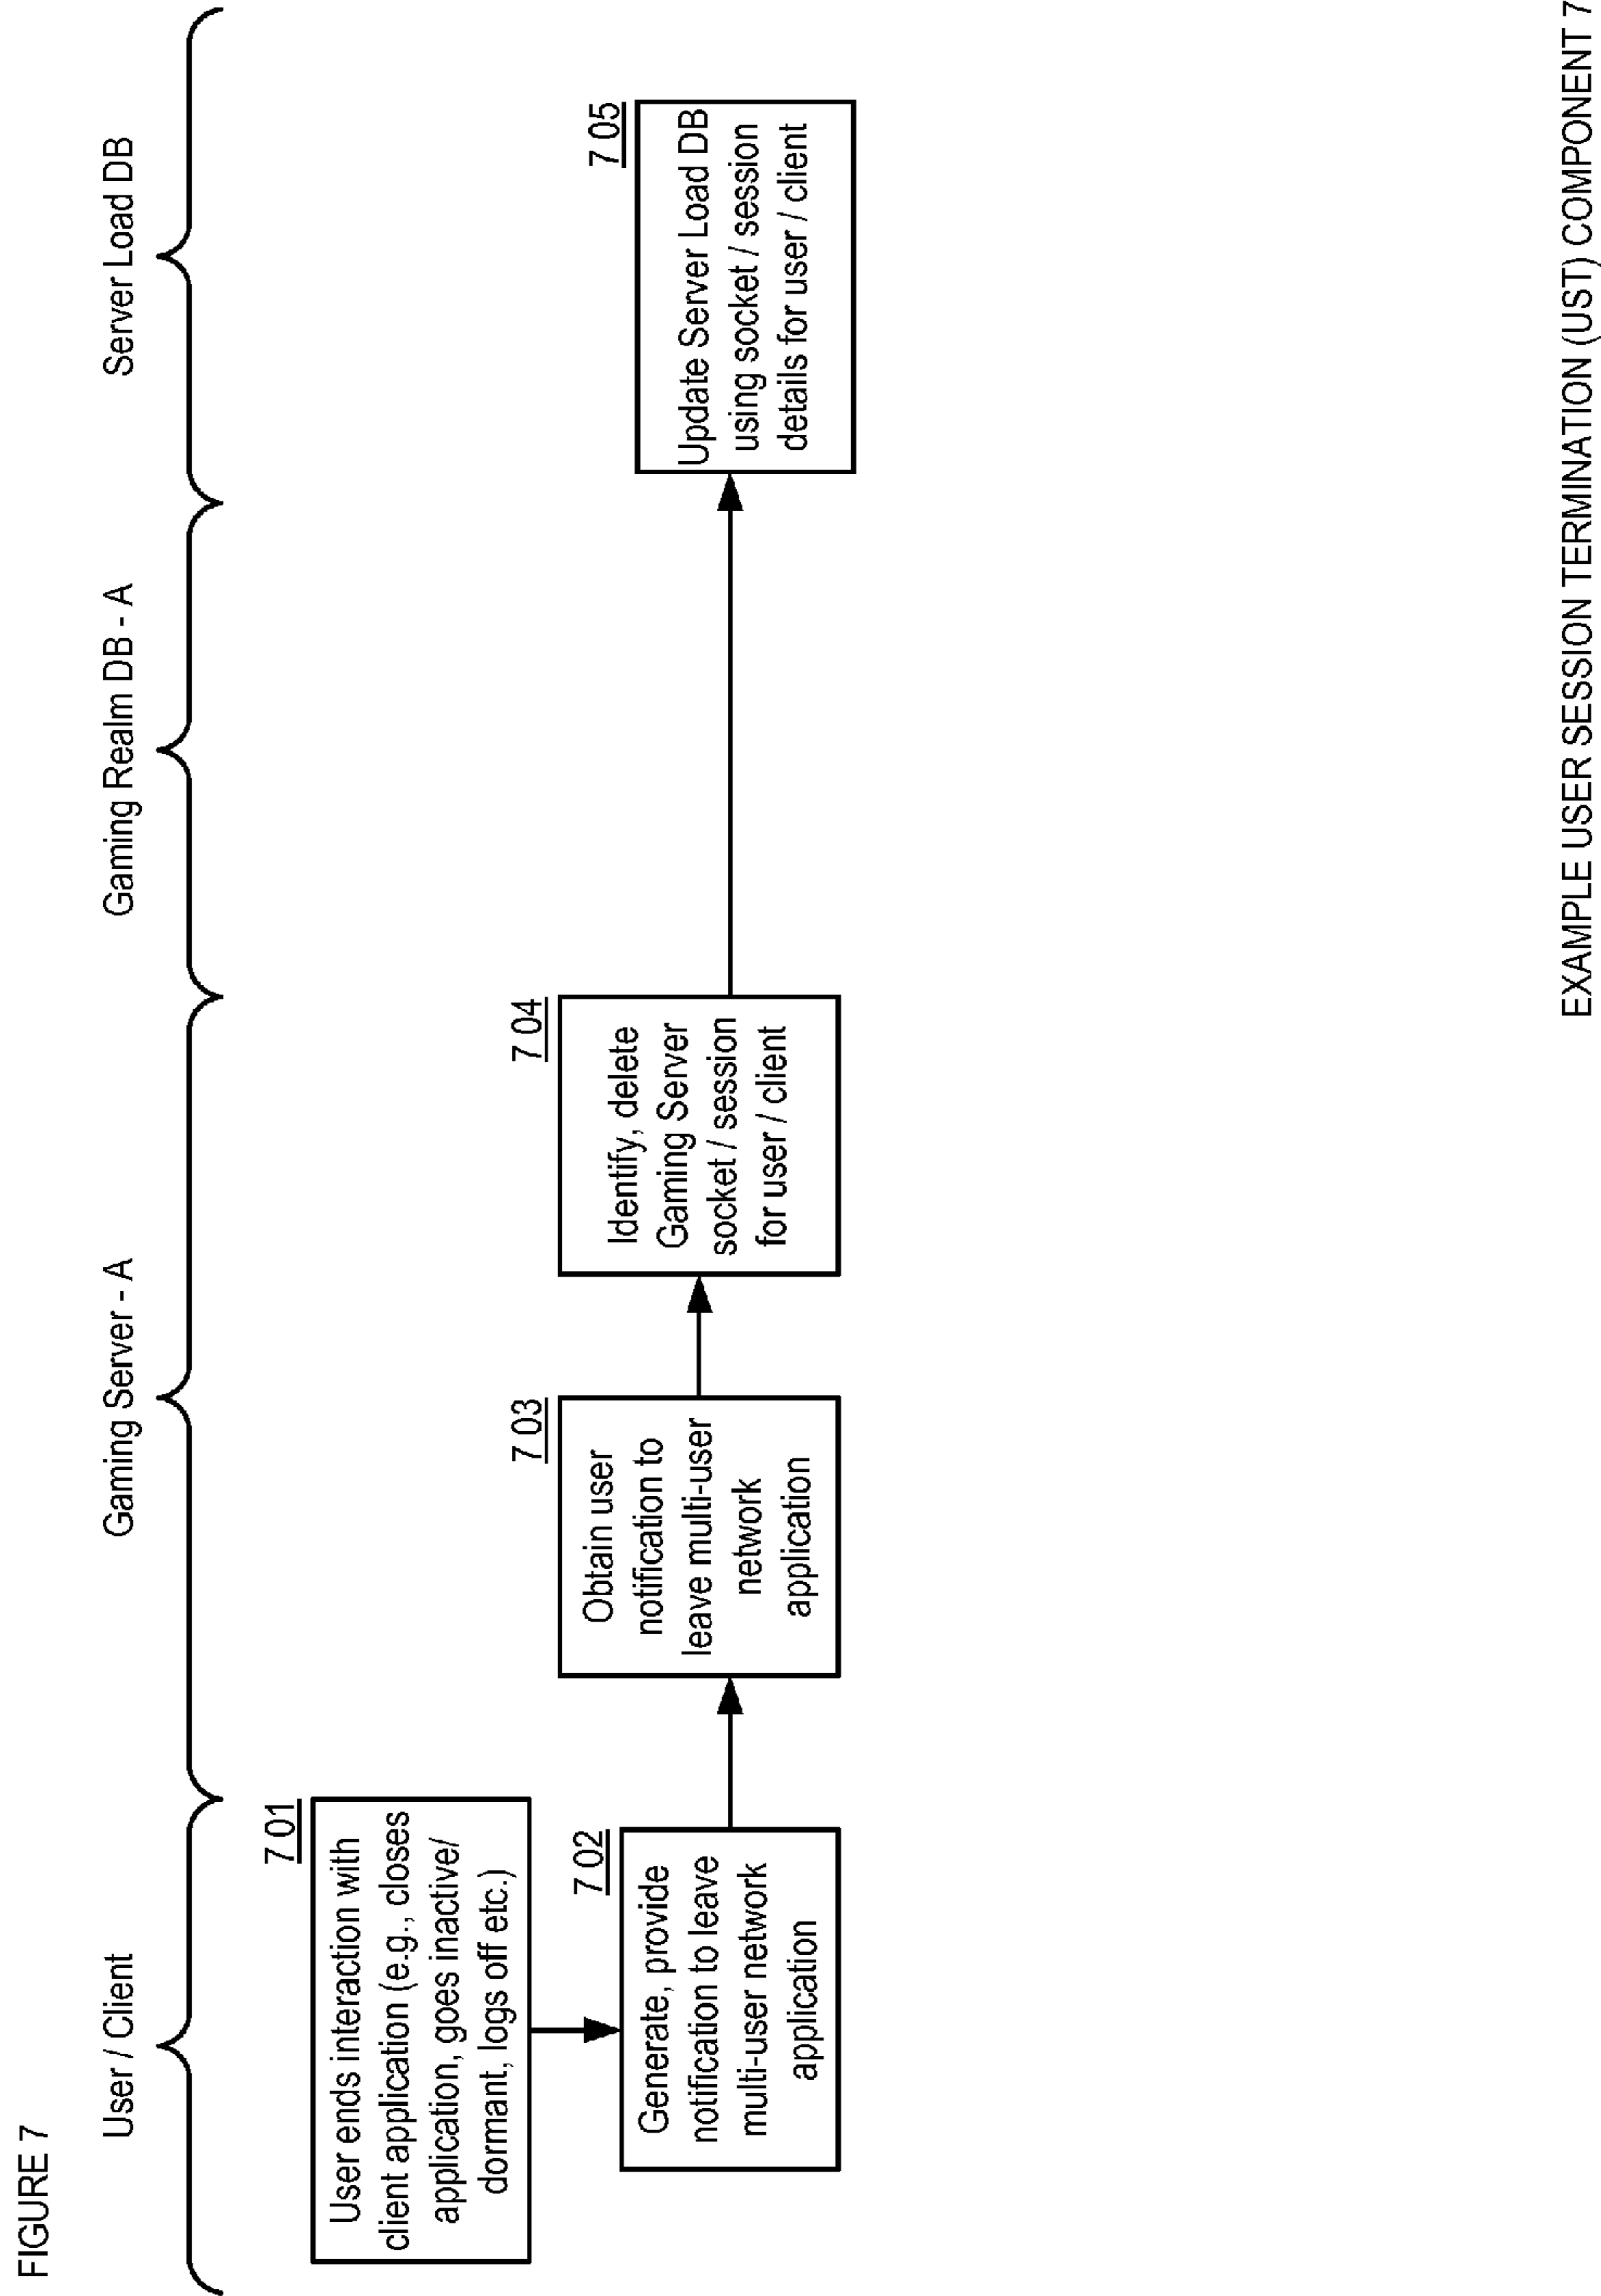 FIGURE 7
User / Client
Gaming Server - A
Gaming Realm DB - A
Server Load DB
7 01
User ends interaction with
client application (e.g., closes
application, goes inactive/
dormant, logs off etc.)
7 02
Generate, provide
notification to leave
multi-user network
application
7 03
Obtain user
notification to
leave multi-user
network
application
7 04
Identify, delete
Gaming Server
socket / session
for user / client
7 05
Update Server Load DB
using socket / session
details for user / client
EXAMPLE USER SESSION TERMINATION (UST) COMPONENT 7